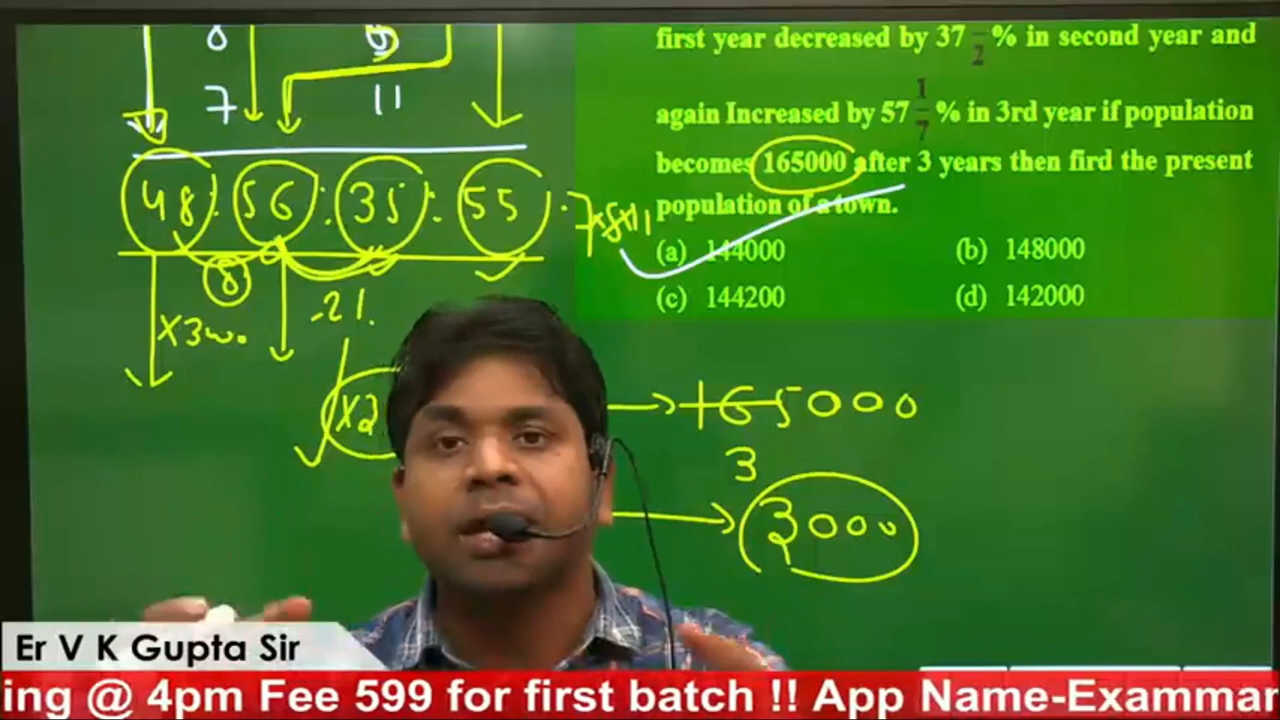 first year decreased by 37 1/2 % in second year and
again Increased by 57 1/7 % in 3rd year if population
becomes 165000 after 3 years then fird the present
population of a town.
(a) 144000 (b) 148000
(c) 144200 (d) 142000
7 11
48 : 56 : 35 : 55
8
-21
165000
3
3000
Er V K Gupta Sir
ing @ 4pm Fee 599 for first batch !! App Name-Exammar